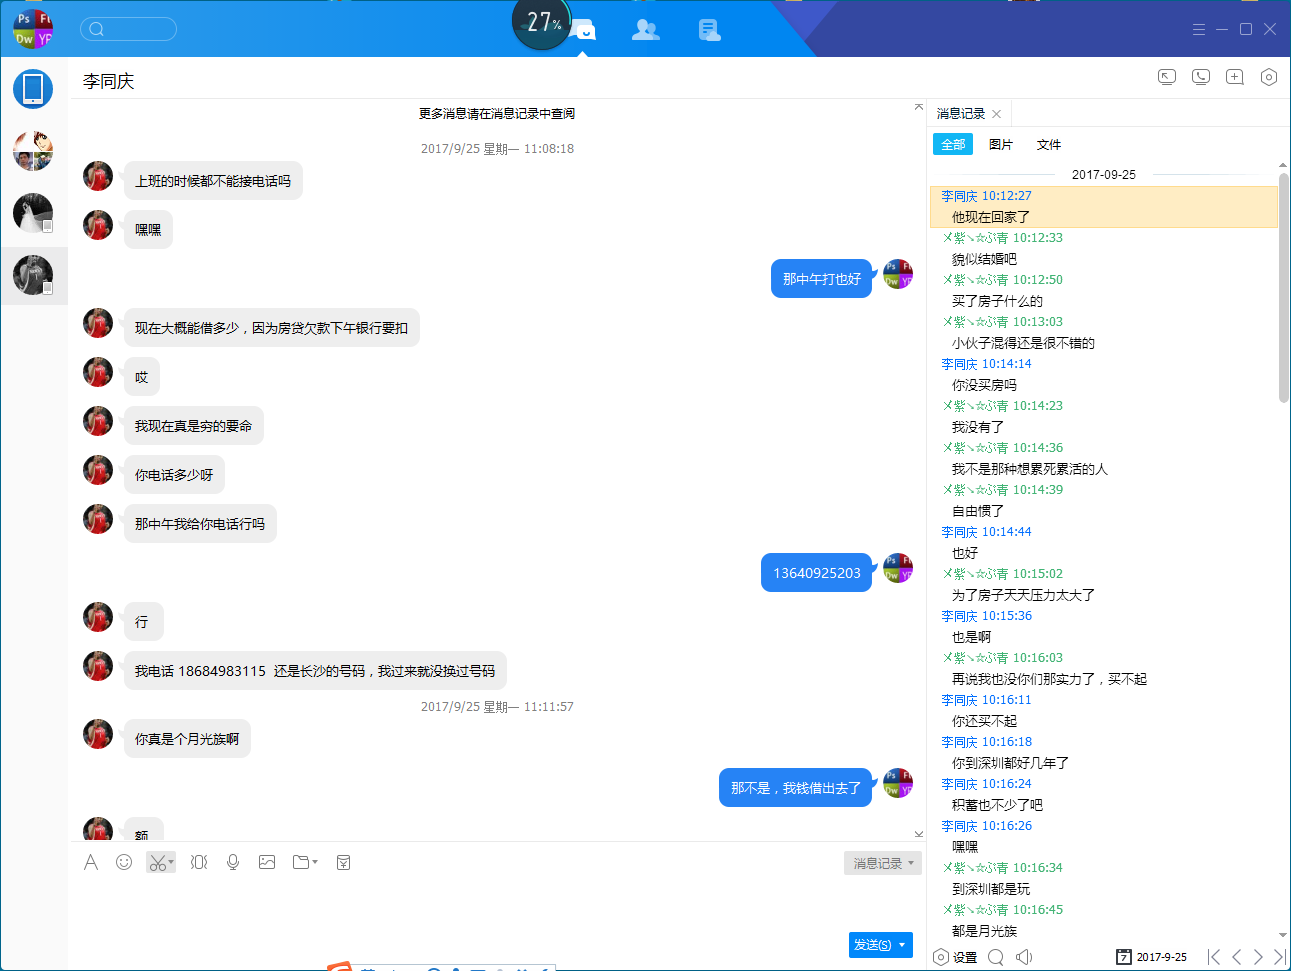 27%
李同庆
更多消息请在消息记录中查阅
2017/9/25 星期一 11:08:18
上班的时候都不能接电话吗
嘿嘿
那中午打也好
现在大概能借多少，因为房贷欠款下午银行要扣
哎
我现在真是穷的要命
你电话多少呀
那中午我给你电话行吗
13640925203
行
我电话 18684983115  还是长沙的号码，我过来就没换过号码
2017/9/25 星期一 11:11:57
你真是个月光族啊
那不是，我钱借出去了
额
消息记录
发送(S)
消息记录
全部 图片 文件
2017-09-25
李同庆 10:12:27
他现在回家了
乄紫↘☆ぷ青 10:12:33
貌似结婚吧
乄紫↘☆ぷ青 10:12:50
买了房子什么的
乄紫↘☆ぷ青 10:13:03
小伙子混得还是很不错的
李同庆 10:14:14
你没买房吗
乄紫↘☆ぷ青 10:14:23
我没有了
乄紫↘☆ぷ青 10:14:36
我不是那种想累死累活的人
乄紫↘☆ぷ青 10:14:39
自由惯了
李同庆 10:14:44
也好
乄紫↘☆ぷ青 10:15:02
为了房子天天压力太大了
李同庆 10:15:36
也是啊
乄紫↘☆ぷ青 10:16:03
再说我也没你们那实力了，买不起
李同庆 10:16:11
你还买不起
李同庆 10:16:18
你到深圳都好几年了
李同庆 10:16:24
积蓄也不少了吧
李同庆 10:16:26
嘿嘿
乄紫↘☆ぷ青 10:16:34
到深圳都是玩
乄紫↘☆ぷ青 10:16:45
都是月光族
设置
7 2017-9-25